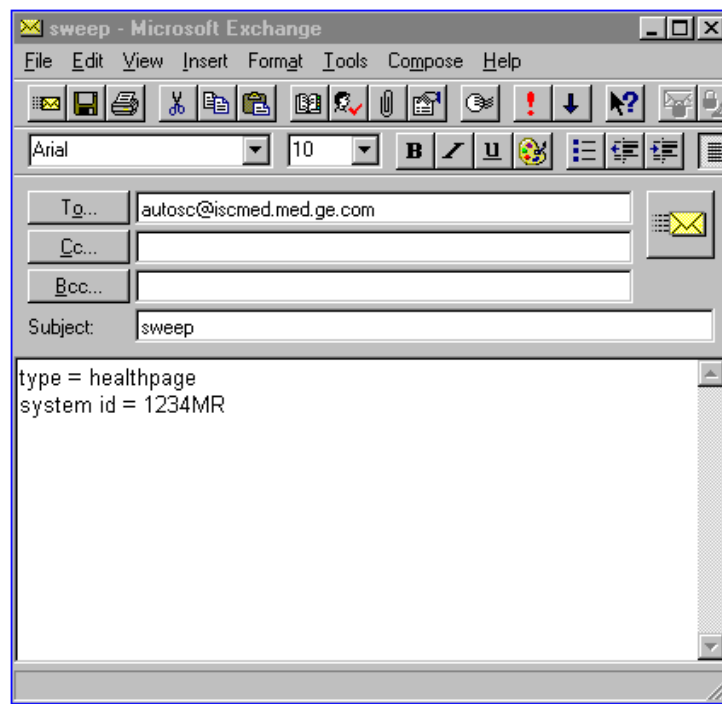 sweep - Microsoft Exchange
File Edit View Insert Format Tools Compose Help
Arial 10 B I U
To... autosc@iscmed.med.ge.com
Cc...
Bcc...
Subject: sweep
type = healthpage
system id = 1234MR